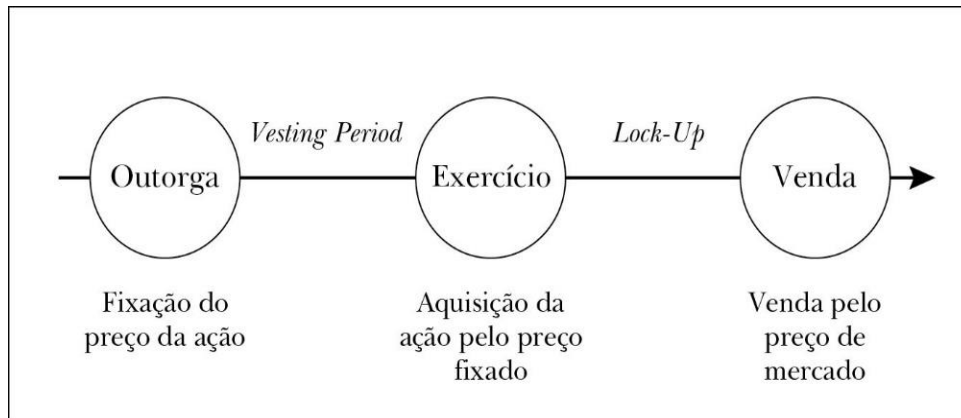 Vesting Period
Lock-Up
Outorga
Exercício
Venda
Fixação do
preço da ação
Aquisição da
ação pelo preço
fixado
Venda pelo
preço de
mercado